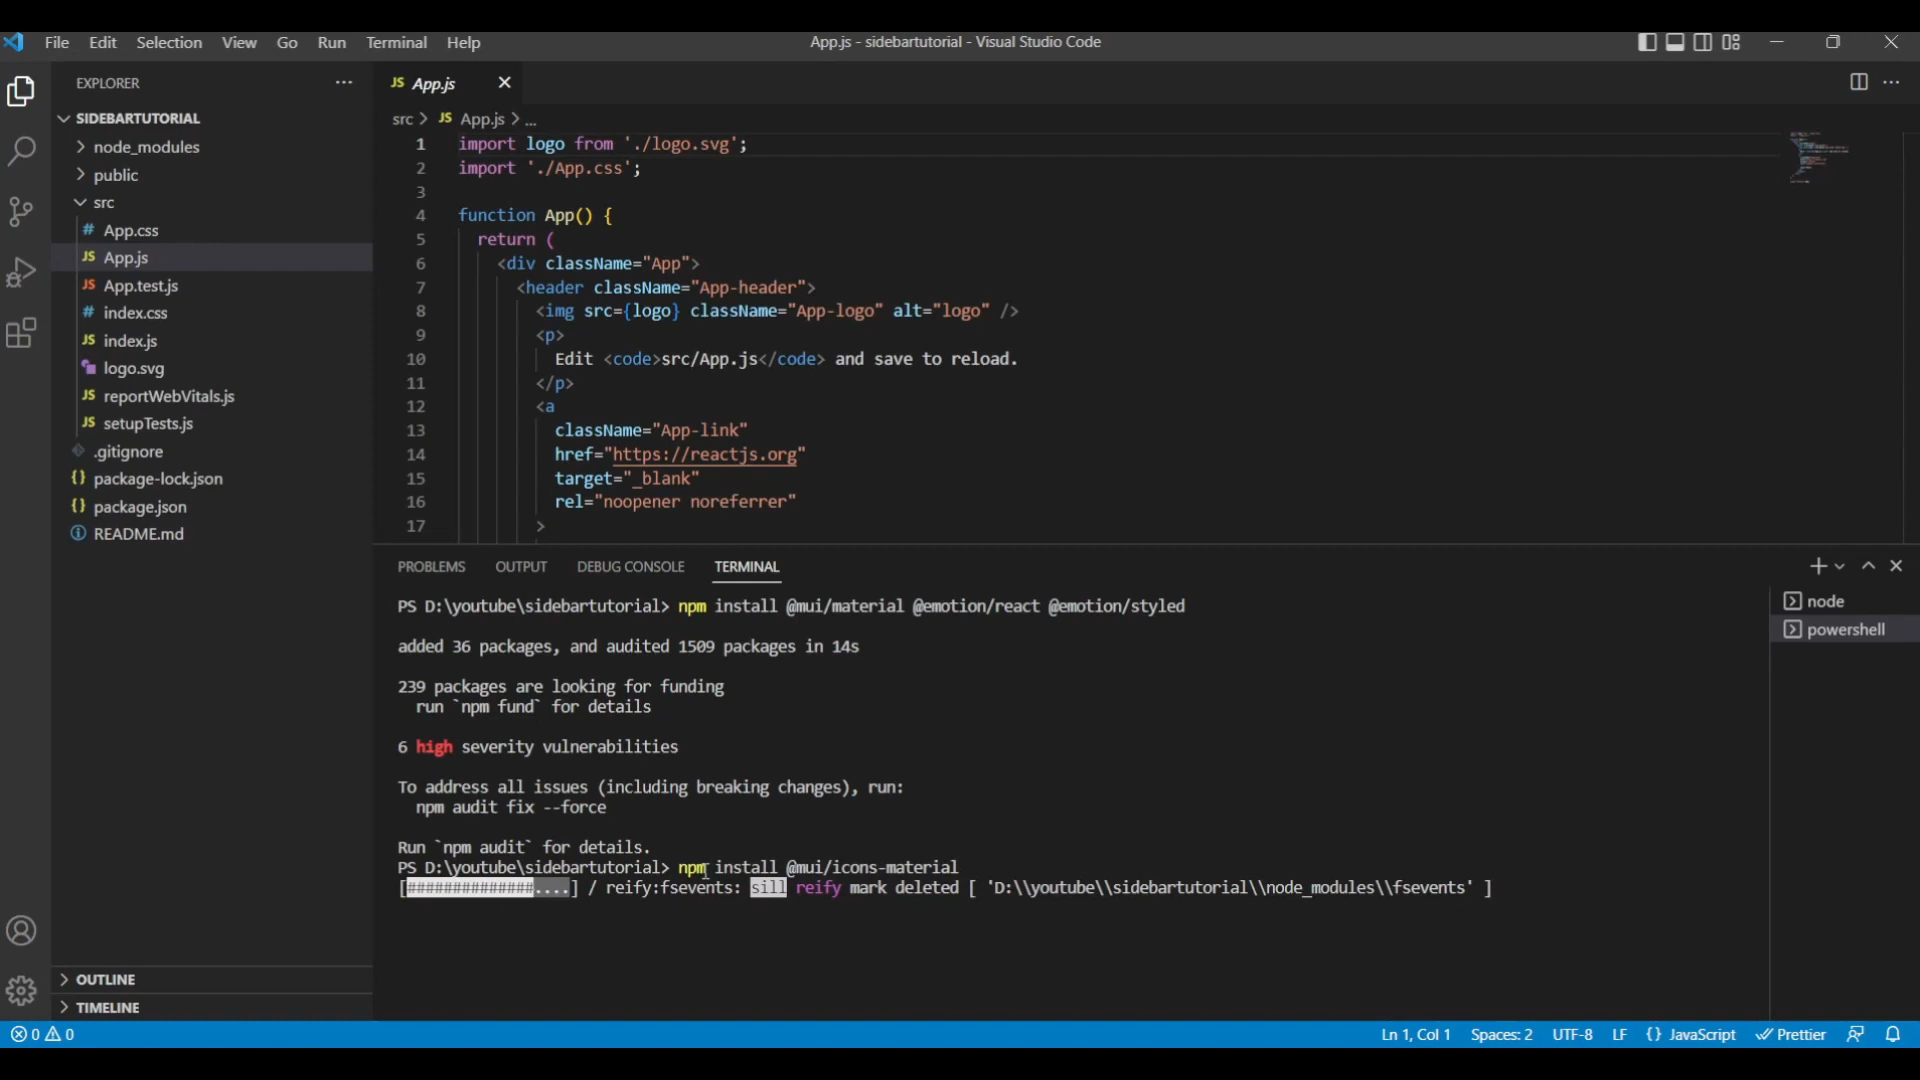 File Edit Selection View Go Run Terminal Help
App.js - sidebartutorial - Visual Studio Code
EXPLORER
SIDEBARTUTORIAL
node_modules
public
src
# App.css
JS App.js
JS App.test.js
# index.css
JS index.js
logo.svg
JS reportWebVitals.js
JS setupTests.js
.gitignore
{} package-lock.json
{} package.json
README.md
OUTLINE
TIMELINE
JS App.js
src > JS App.js > ...
1 import logo from './logo.svg';
2 import './App.css';
3
4 function App() {
5 return (
6 <div className="App">
7 <header className="App-header">
8 <img src={logo} className="App-logo" alt="logo" />
9 <p>
10 Edit <code>src/App.js</code> and save to reload.
11 </p>
12 <a
13 className="App-link"
14 href="https://reactjs.org"
15 target="_blank"
16 rel="noopener noreferrer"
17 >
PROBLEMS OUTPUT DEBUG CONSOLE TERMINAL
PS D:\youtube\sidebartutorial> npm install @mui/material @emotion/react @emotion/styled
added 36 packages, and audited 1509 packages in 14s
239 packages are looking for funding
run `npm fund` for details
6 high severity vulnerabilities
To address all issues (including breaking changes), run:
npm audit fix --force
Run `npm audit` for details.
PS D:\youtube\sidebartutorial> npm install @mui/icons-material
[##############....] / reify:fsevents: sill reify mark deleted [ 'D:\\youtube\\sidebartutorial\\node_modules\\fsevents' ]
node
powershell
0 0
Ln 1, Col 1 Spaces: 2 UTF-8 LF {} JavaScript Prettier